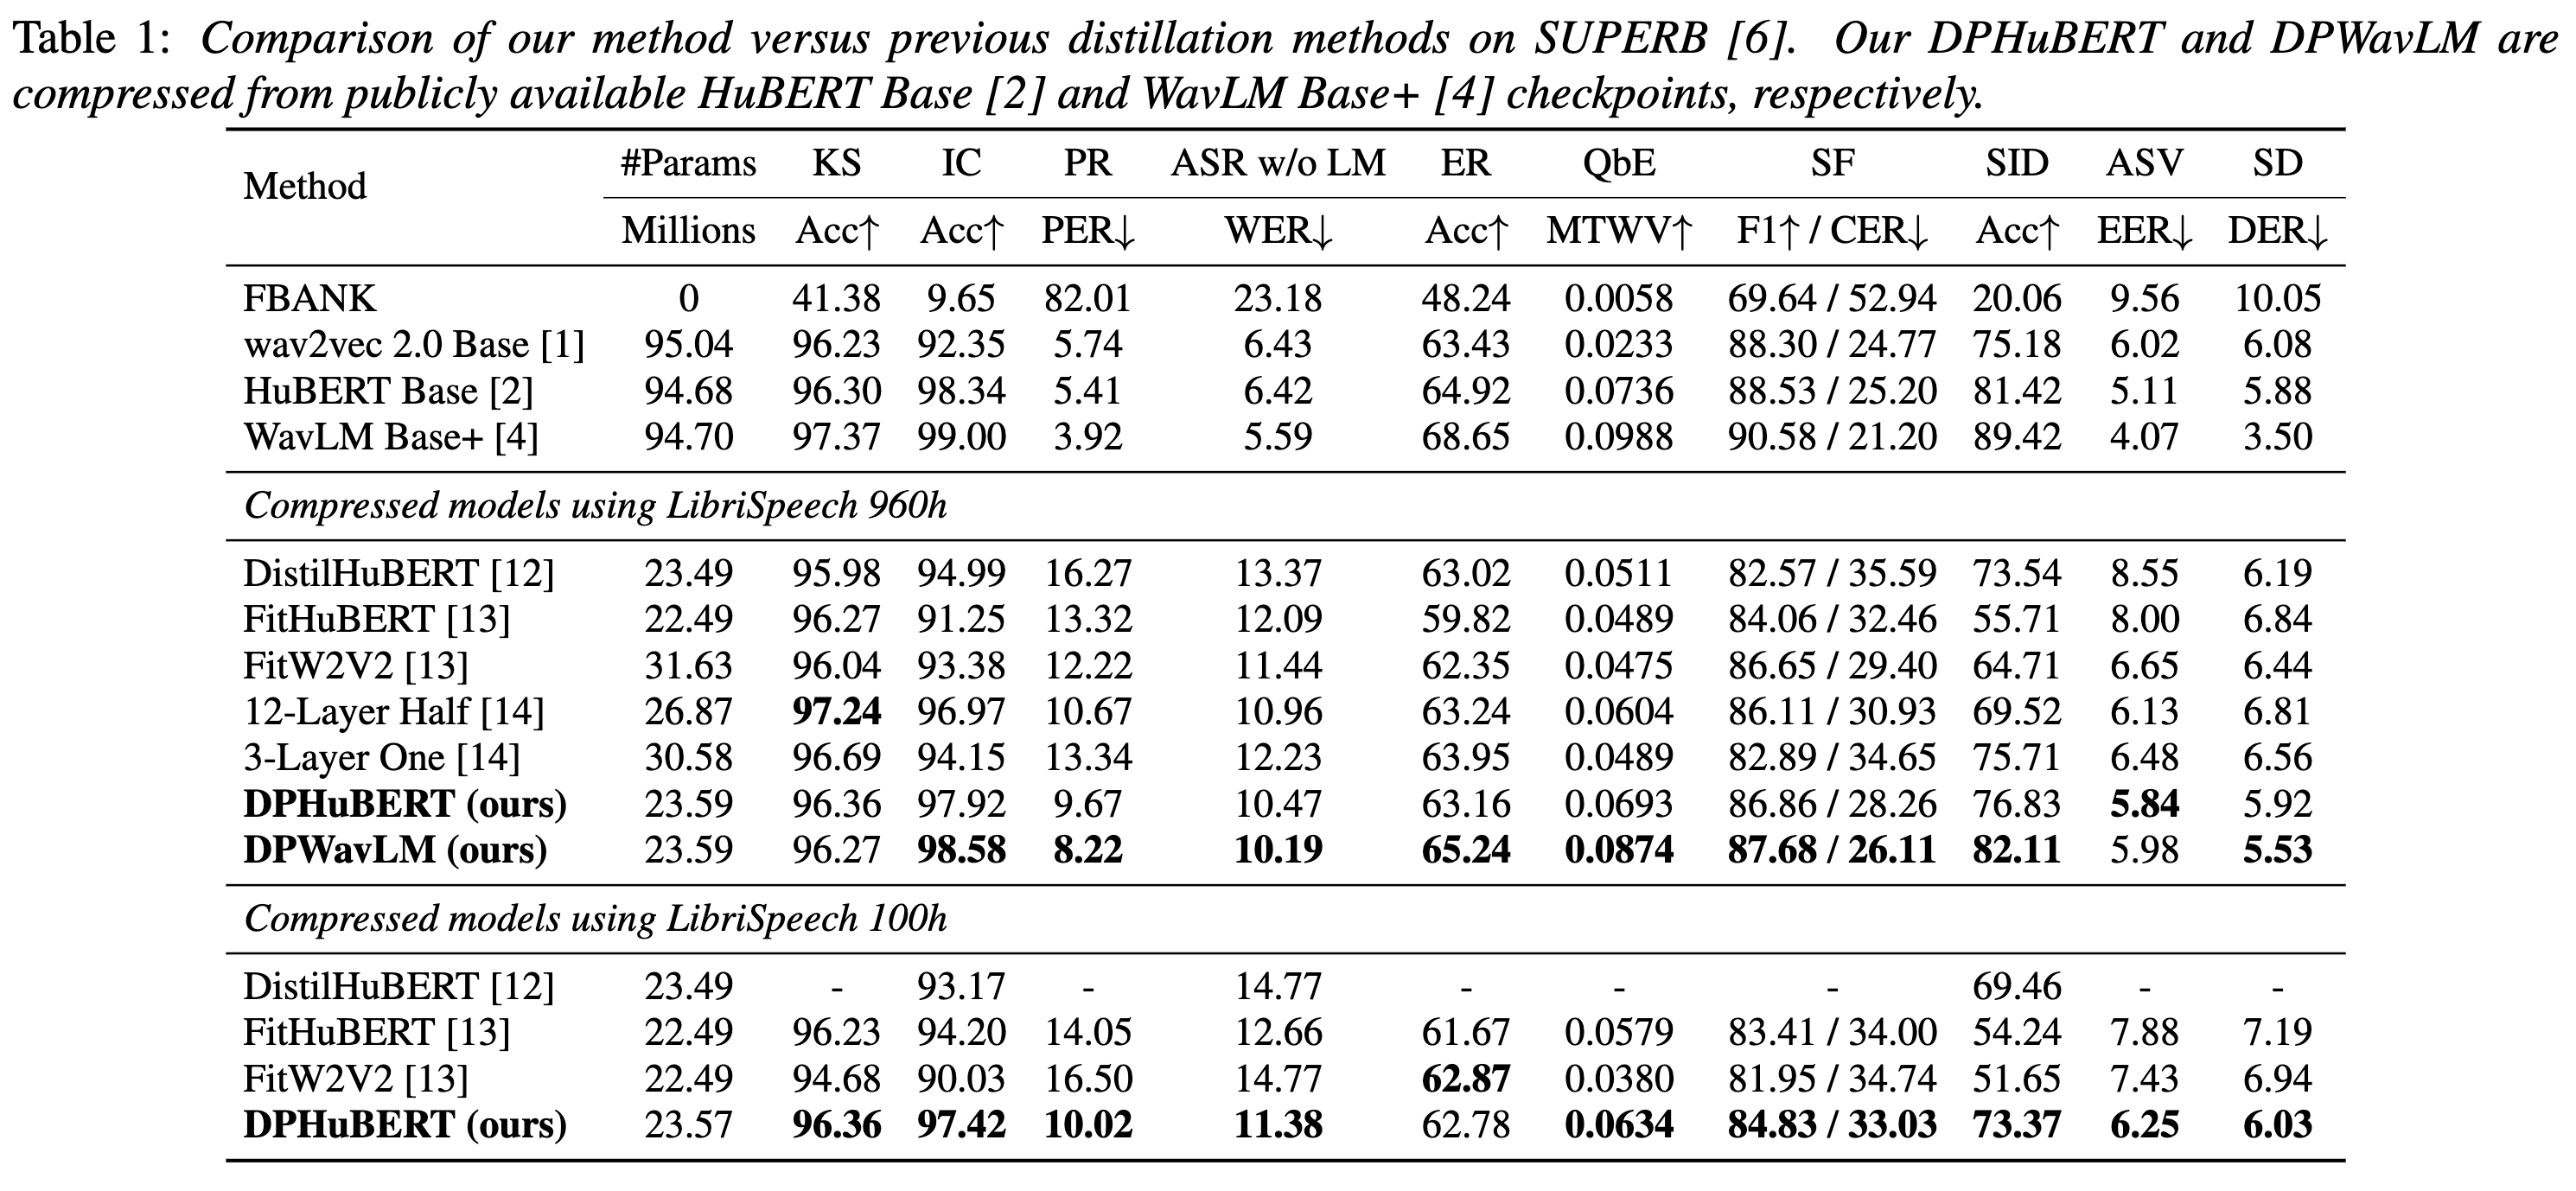 Table 1: Comparison of our method versus previous distillation methods on SUPERB [6]. Our DPHuBERT and DPWavLM are
compressed from publicly available HuBERT Base [2] and WavLM Base+ [4] checkpoints, respectively.
Method #Params KS IC PR ASR w/o LM ER QbE SF SID ASV SD
Millions Acc↑ Acc↑ PER↓ WER↓ Acc↑ MTWV↑ F1↑ / CER↓ Acc↑ EER↓ DER↓
FBANK 0 41.38 9.65 82.01 23.18 48.24 0.0058 69.64 / 52.94 20.06 9.56 10.05
wav2vec 2.0 Base [1] 95.04 96.23 92.35 5.74 6.43 63.43 0.0233 88.30 / 24.77 75.18 6.02 6.08
HuBERT Base [2] 94.68 96.30 98.34 5.41 6.42 64.92 0.0736 88.53 / 25.20 81.42 5.11 5.88
WavLM Base+ [4] 94.70 97.37 99.00 3.92 5.59 68.65 0.0988 90.58 / 21.20 89.42 4.07 3.50
Compressed models using LibriSpeech 960h
DistilHuBERT [12] 23.49 95.98 94.99 16.27 13.37 63.02 0.0511 82.57 / 35.59 73.54 8.55 6.19
FitHuBERT [13] 22.49 96.27 91.25 13.32 12.09 59.82 0.0489 84.06 / 32.46 55.71 8.00 6.84
FitW2V2 [13] 31.63 96.04 93.38 12.22 11.44 62.35 0.0475 86.65 / 29.40 64.71 6.65 6.44
12-Layer Half [14] 26.87 97.24 96.97 10.67 10.96 63.24 0.0604 86.11 / 30.93 69.52 6.13 6.81
3-Layer One [14] 30.58 96.69 94.15 13.34 12.23 63.95 0.0489 82.89 / 34.65 75.71 6.48 6.56
DPHuBERT (ours) 23.59 96.36 97.92 9.67 10.47 63.16 0.0693 86.86 / 28.26 76.83 5.84 5.92
DPWavLM (ours) 23.59 96.27 98.58 8.22 10.19 65.24 0.0874 87.68 / 26.11 82.11 5.98 5.53
Compressed models using LibriSpeech 100h
DistilHuBERT [12] 23.49 - 93.17 - 14.77 - - - 69.46 - -
FitHuBERT [13] 22.49 96.23 94.20 14.05 12.66 61.67 0.0579 83.41 / 34.00 54.24 7.88 7.19
FitW2V2 [13] 22.49 94.68 90.03 16.50 14.77 62.87 0.0380 81.95 / 34.74 51.65 7.43 6.94
DPHuBERT (ours) 23.57 96.36 97.42 10.02 11.38 62.78 0.0634 84.83 / 33.03 73.37 6.25 6.03